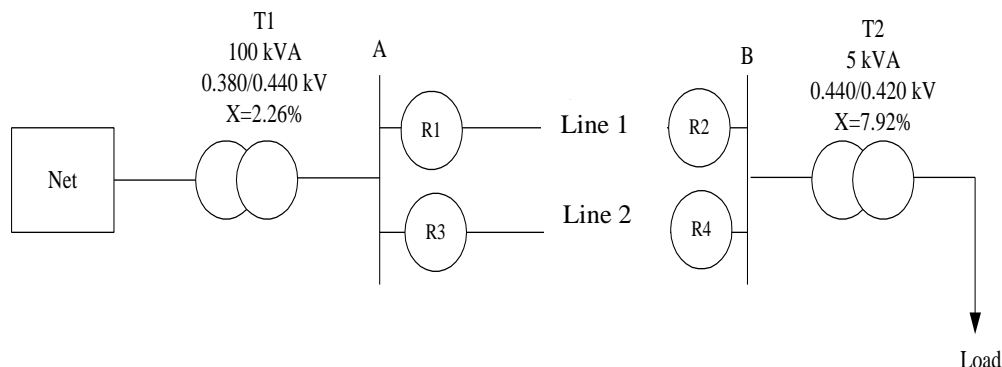 T1
100 kVA
0.380/0.440 kV
X=2.26%
A
B
T2
5 kVA
0.440/0.420 kV
X=7.92%
Net
R1
Line 1
R2
R3
Line 2
R4
Load